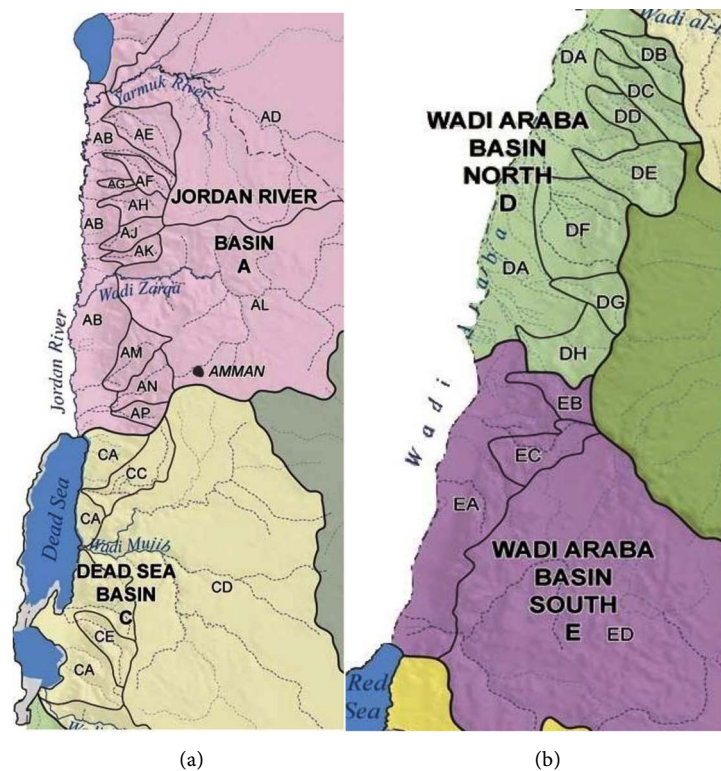 Yarmuk River
AD
AB
AE
AG
AF
AH
JORDAN RIVER
AB
AJ
AK
BASIN
A
Wadi Zarqa
AB
AL
Jordan River
AM
AMMAN
AN
AP
CA
CC
Dead Sea
CA
Wadi Mujib
DEAD SEA
BASIN
C
CD
CE
CA
(a)
DA
DB
DC
DD
WADI ARABA
BASIN
NORTH
D
DE
DF
DA
DG
DH
Wadi Araba
EB
EC
EA
WADI ARABA
BASIN
SOUTH
E
ED
Red
Sea
(b)